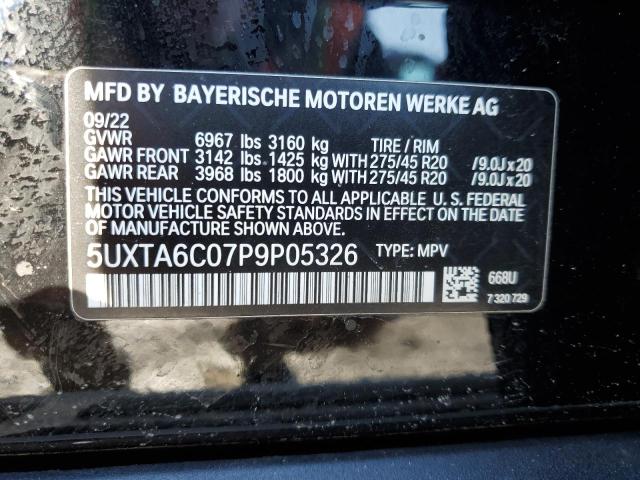 MFD BY BAYERISCHE MOTOREN WERKE AG
09/22
GVWR 6967 lbs 3160 kg TIRE / RIM
GAWR FRONT 3142 lbs 1425 kg WITH 275/45 R20 /9.0J x 20
GAWR REAR 3968 lbs 1800 kg WITH 275/45 R20 /9.0J x 20
THIS VEHICLE CONFORMS TO ALL APPLICABLE U. S. FEDERAL
MOTOR VEHICLE SAFETY STANDARDS IN EFFECT ON THE DATE
OF MANUFACTURE SHOWN ABOVE.
5UXTA6C07P9P05326 TYPE: MPV
668U
7 320 729